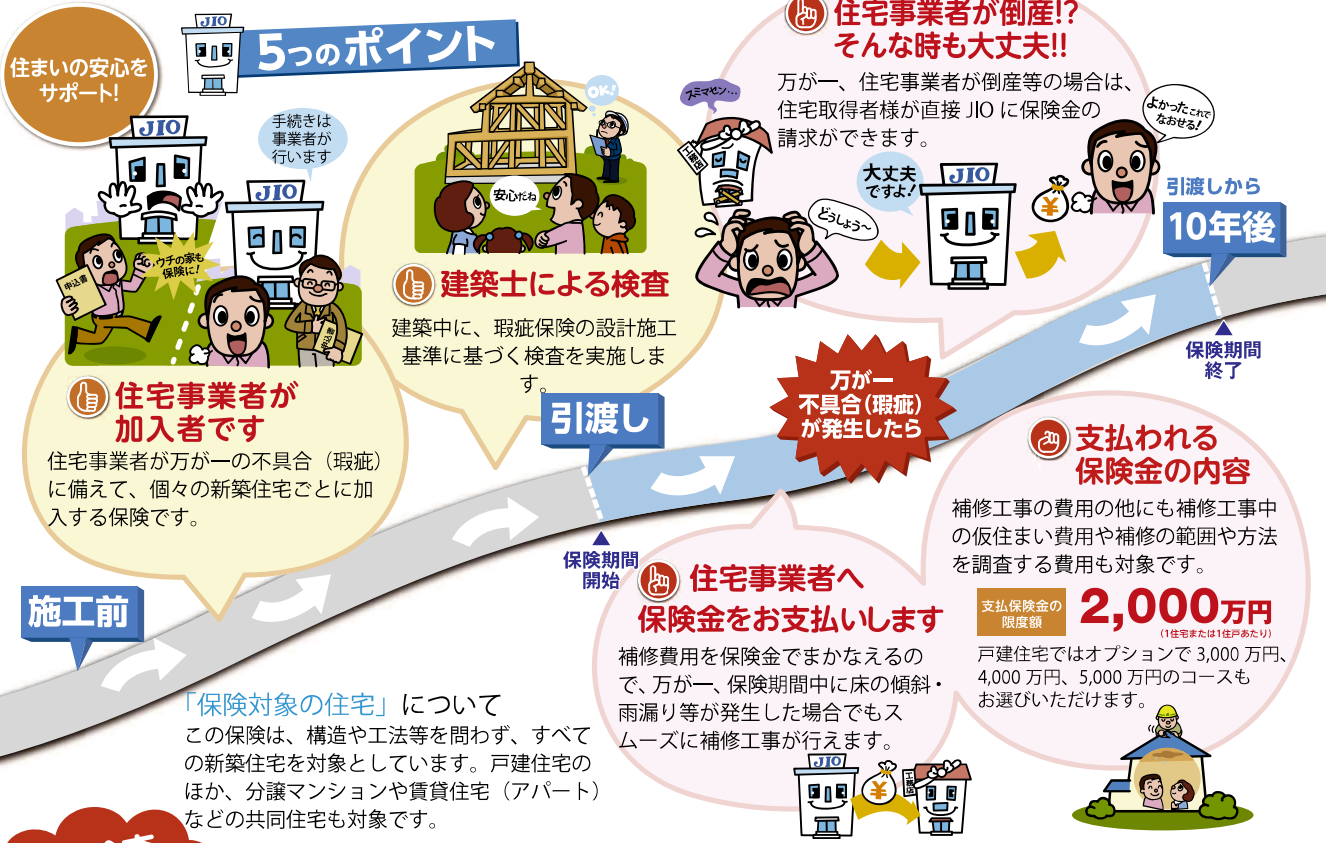 住まいの安心を
サポート!
JIO
5つのポイント
JIO
手続きは
事業者が
行います
JIO
申込書
ウチの家も
保険に!
住宅事業者が
加入者です
住宅事業者が万が一の不具合（瑕疵）
に備えて、個々の新築住宅ごとに加
入する保険です。
OK!
安心だね
建築士による検査
建築中に、瑕疵保険の設計施工
基準に基づく検査を実施しま
す。
住宅事業者が倒産!?
そんな時も大丈夫!!
万が一、住宅事業者が倒産等の場合は、
住宅取得者様が直接 JIO に保険金の
請求ができます。
スミマセン…
工務店
どうしょう〜
大丈夫
ですよ!
JIO
¥
よかったこれで
なおせる!
引渡しから
10年後
保険期間
終了
万が一
不具合（瑕疵）
が発生したら
引渡し
保険期間
開始
施工前
住宅事業者へ
保険金をお支払いします
補修費用を保険金でまかなえるの
で、万が一、保険期間中に床の傾斜・
雨漏り等が発生した場合でもス
ムーズに補修工事が行えます。
JIO
¥
工務店
支払われる
保険金の内容
補修工事の費用の他にも補修工事中
の仮住まい費用や補修の範囲や方法
を調査する費用も対象です。
支払保険金の
限度額
2,000万円
（1住宅または1住戸あたり）
戸建住宅ではオプションで 3,000 万円、
4,000 万円、5,000 万円のコースも
お選びいただけます。
「保険対象の住宅」について
この保険は、構造や工法等を問わず、すべて
の新築住宅を対象としています。戸建住宅の
ほか、分譲マンションや賃貸住宅（アパート）
などの共同住宅も対象です。